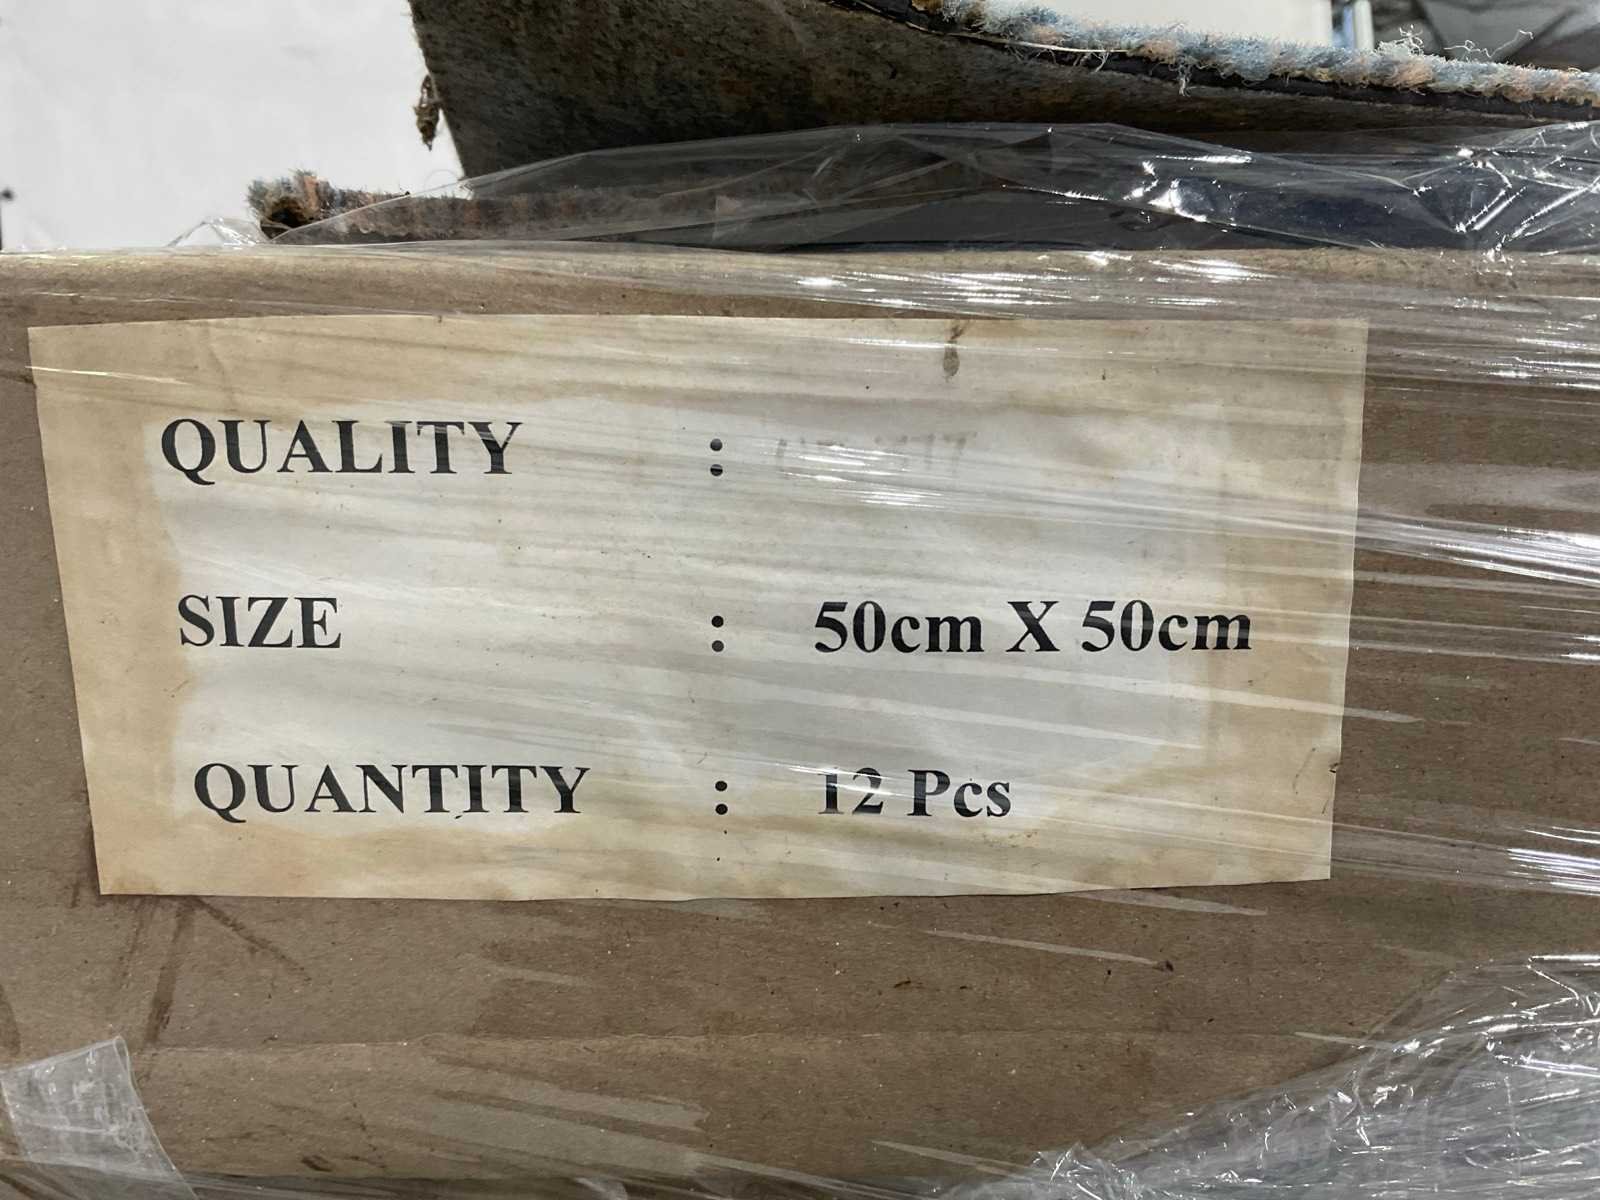 QUALITY :
SIZE : 50cm X 50cm
QUANTITY : 12 Pcs